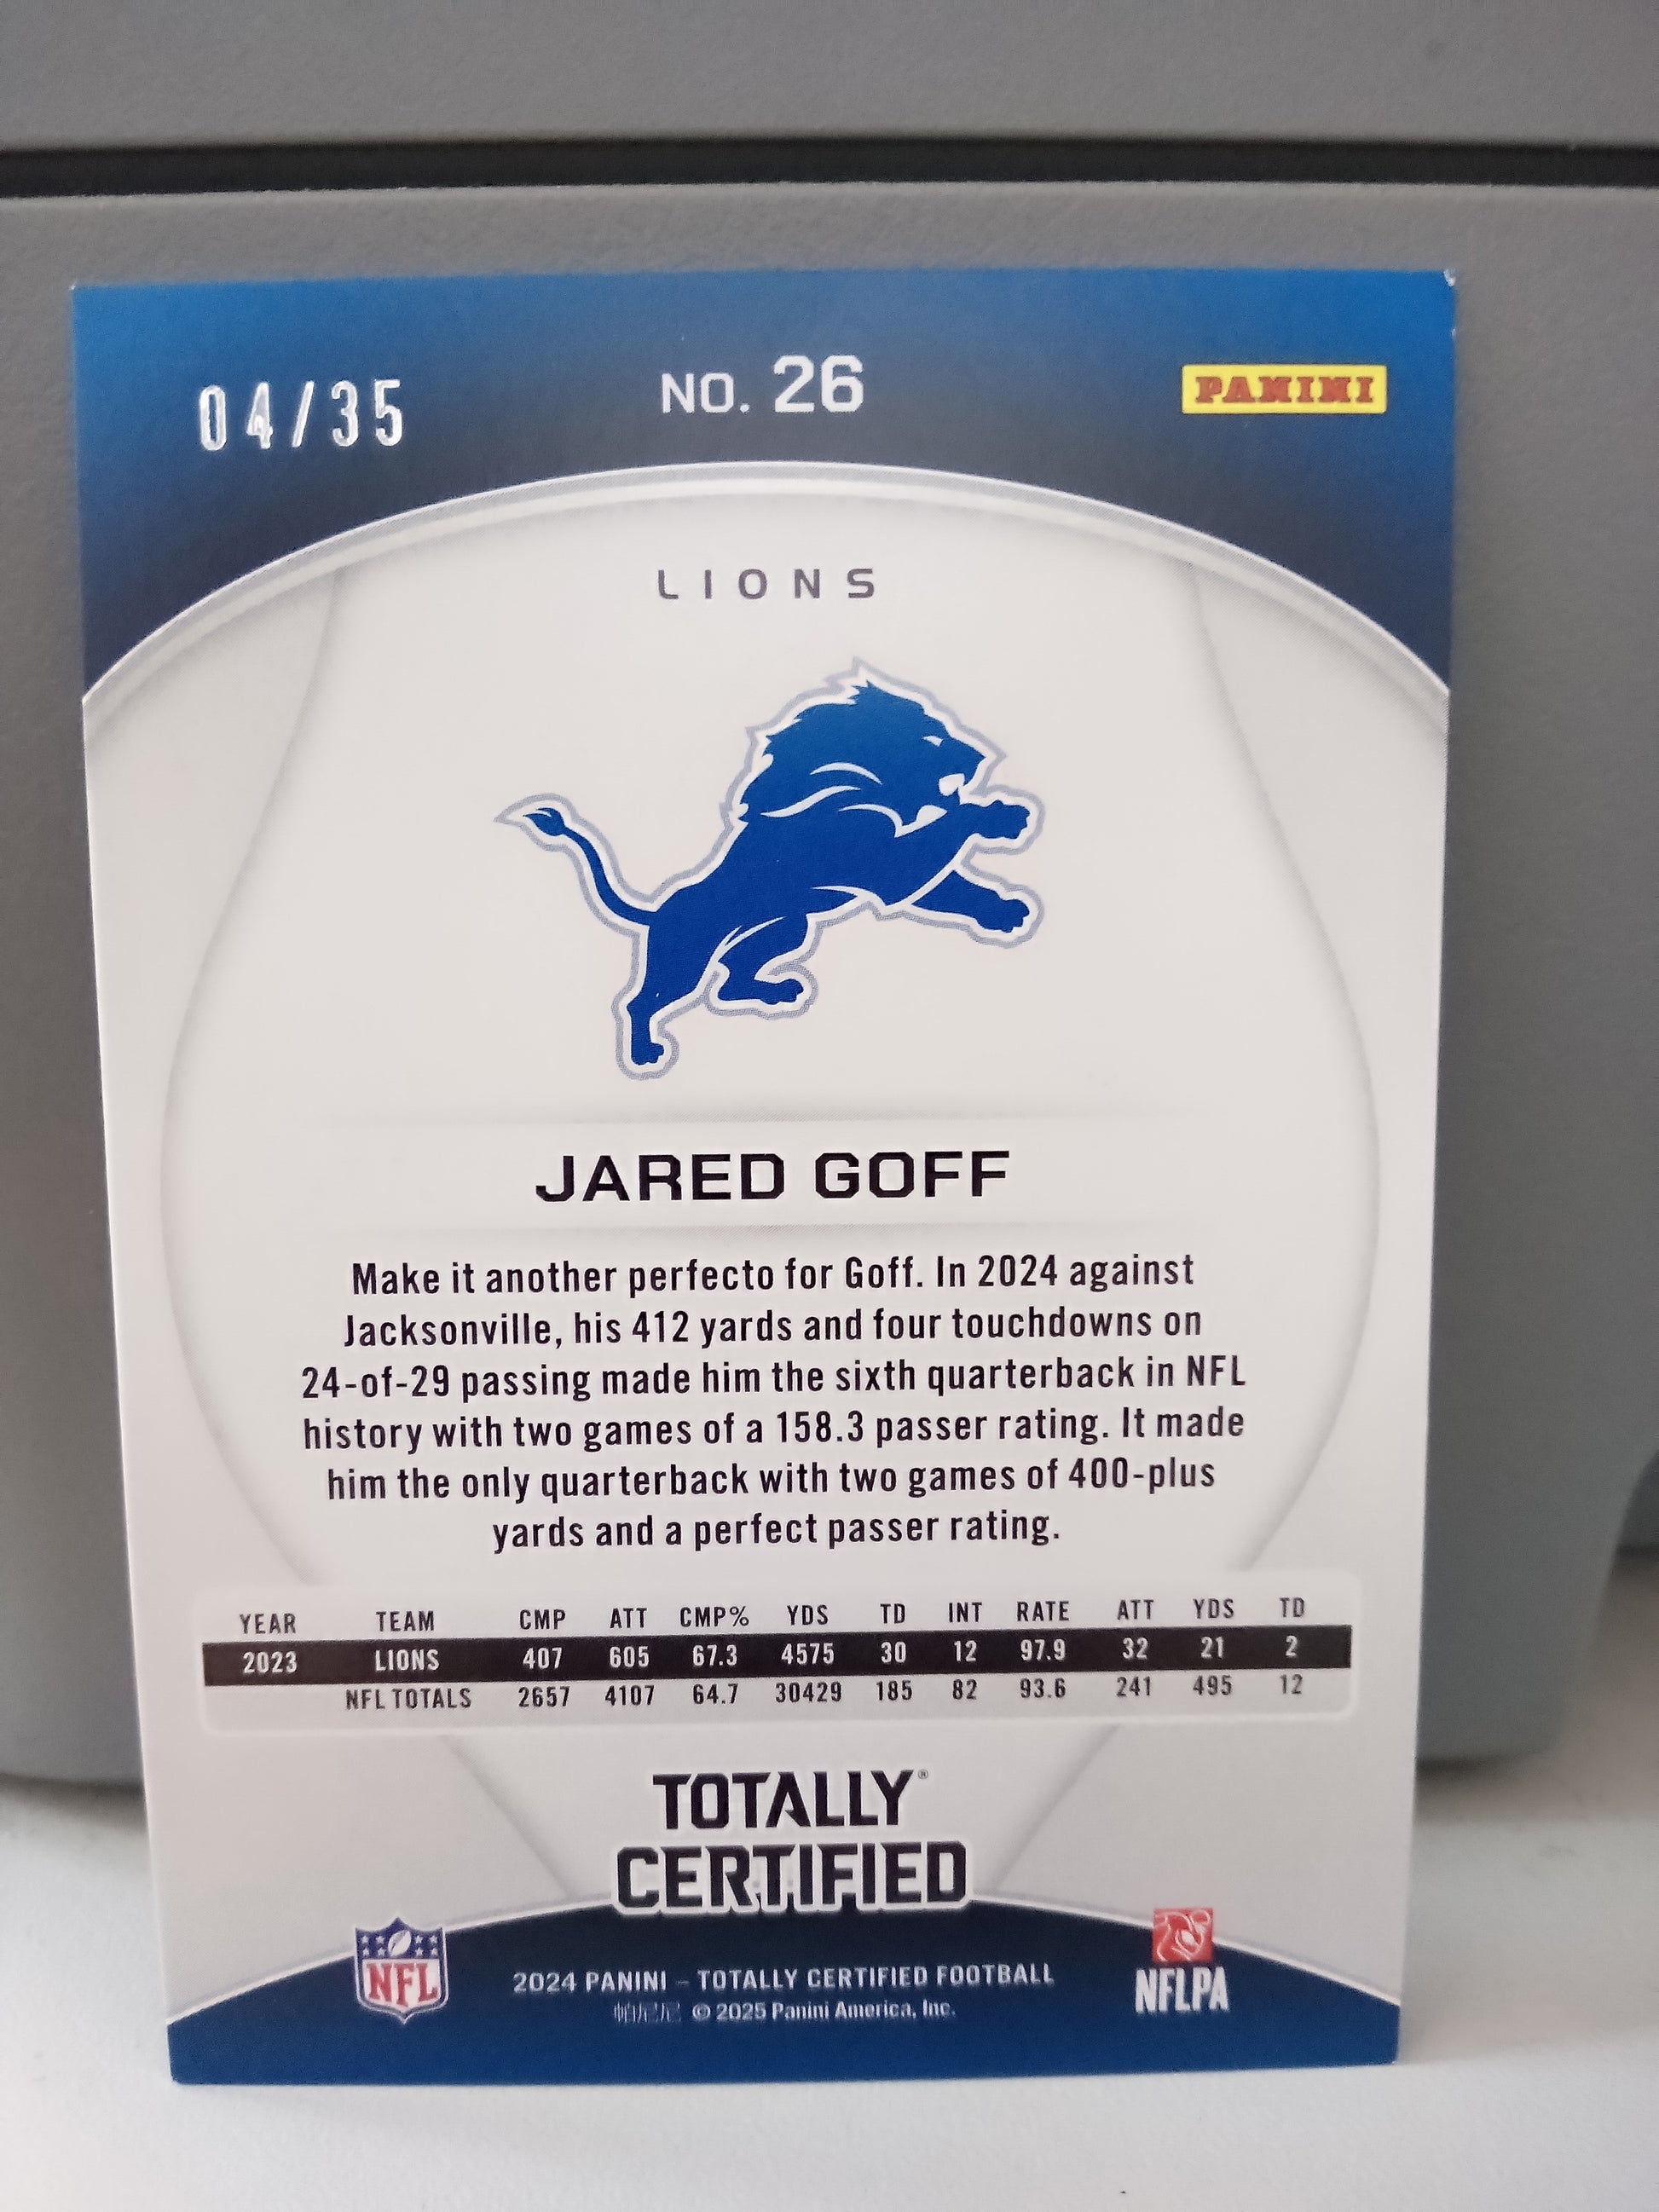 04/35
NO. 26
PANINI
LIONS
JARED GOFF
Make it another perfecto for Goff. In 2024 against
Jacksonville, his 412 yards and four touchdowns on
24-of-29 passing made him the sixth quarterback in NFL
history with two games of a 158.3 passer rating. It made
him the only quarterback with two games of 400-plus
yards and a perfect passer rating.
YEAR TEAM CMP ATT CMP% YDS TD INT RATE ATT YDS TD
2023 LIONS 407 605 67.3 4575 30 12 97.9 32 21 2
NFL TOTALS 2657 4107 64.7 30429 185 82 93.6 241 495 12
TOTALLY®
CERTIFIED
NFL
2024 PANINI – TOTALLY CERTIFIED FOOTBALL
帕尼尼 © 2025 Panini America, Inc.
NFLPA